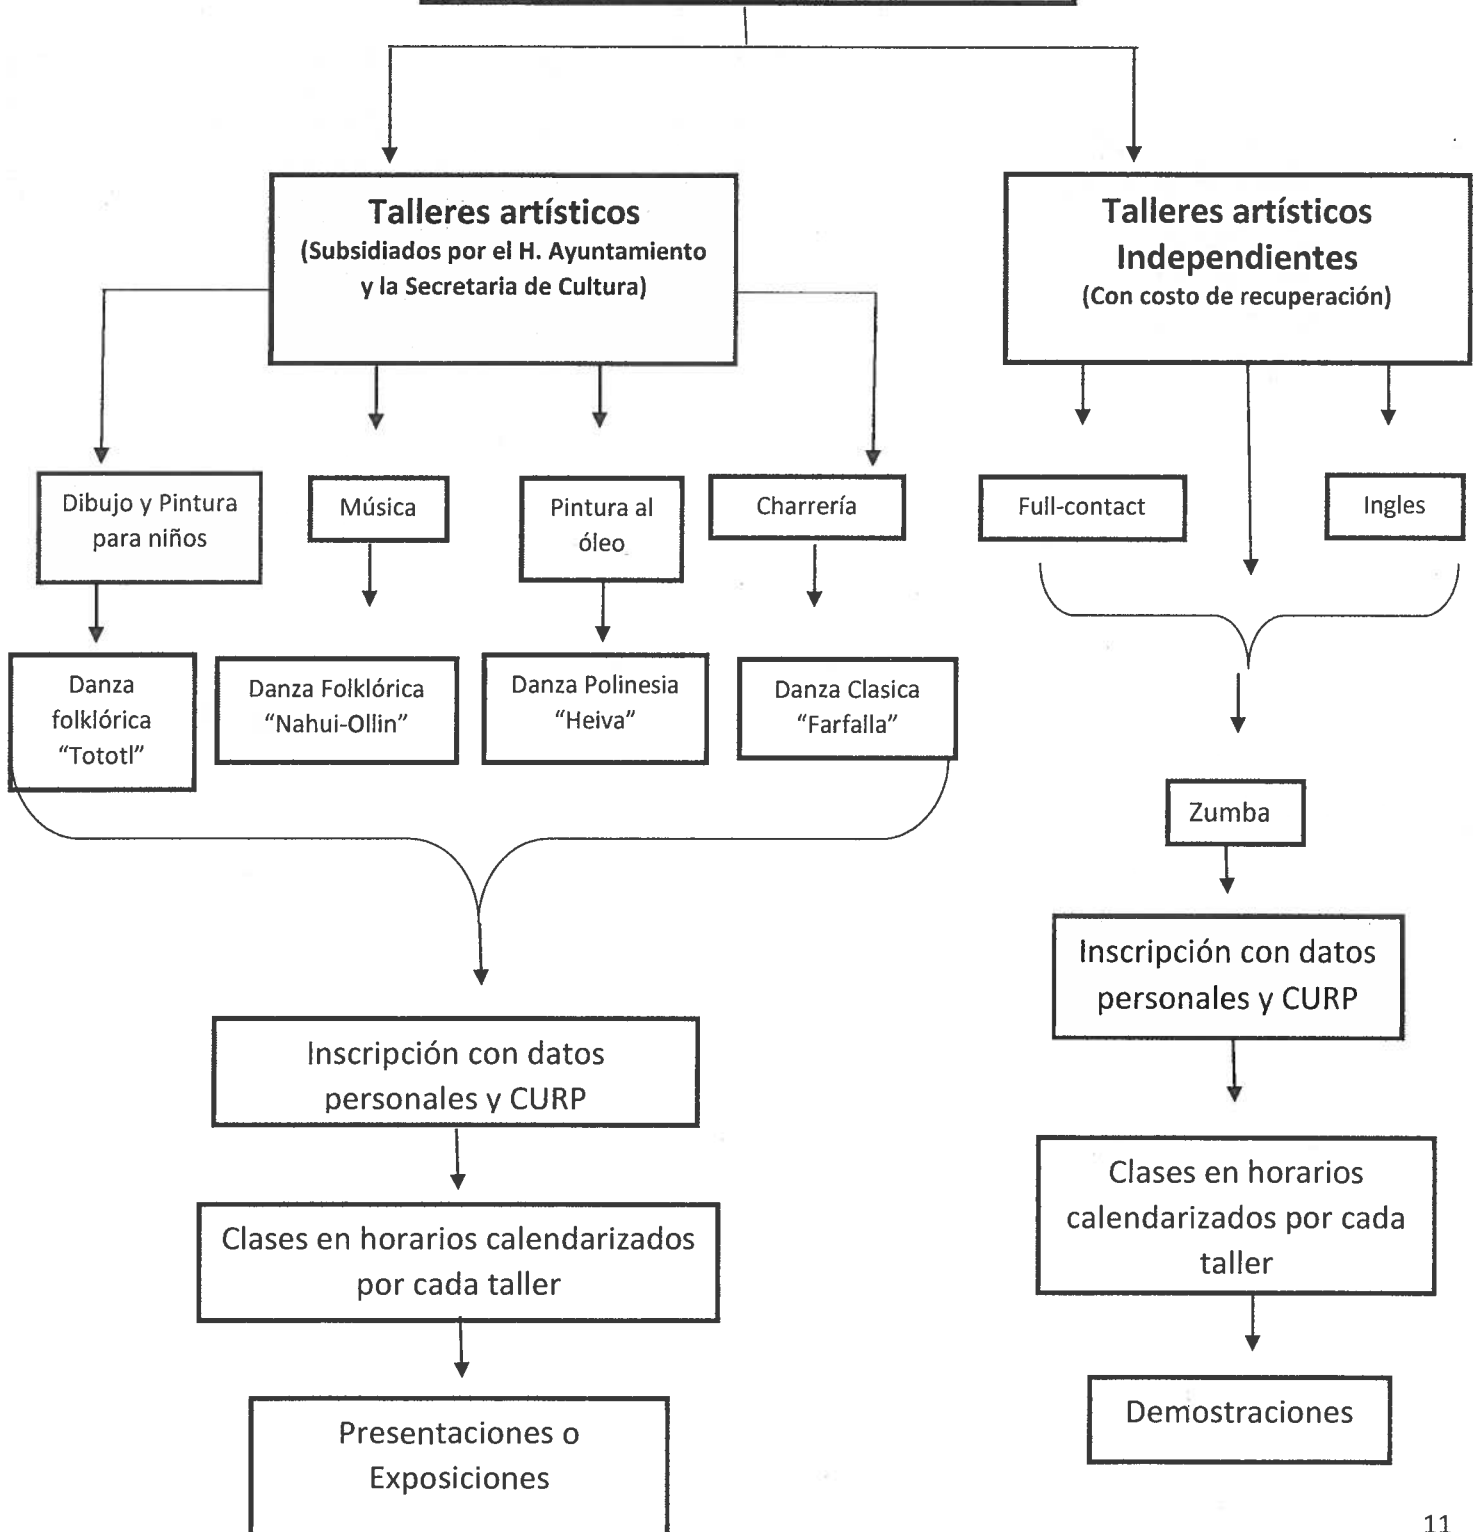 Talleres artísticos
(Subsidiados por el H. Ayuntamiento
y la Secretaria de Cultura)
Talleres artísticos
Independientes
(Con costo de recuperación)
Dibujo y Pintura
para niños
Música
Pintura al
óleo
Charrería
Full-contact
Ingles
Danza
folklórica
“Tototl”
Danza Folklórica
“Nahui-Ollin”
Danza Polinesia
“Heiva”
Danza Clasica
“Farfalla”
Zumba
Inscripción con datos
personales y CURP
Inscripción con datos
personales y CURP
Clases en horarios calendarizados
por cada taller
Clases en horarios
calendarizados por cada
taller
Presentaciones o
Exposiciones
Demostraciones
11